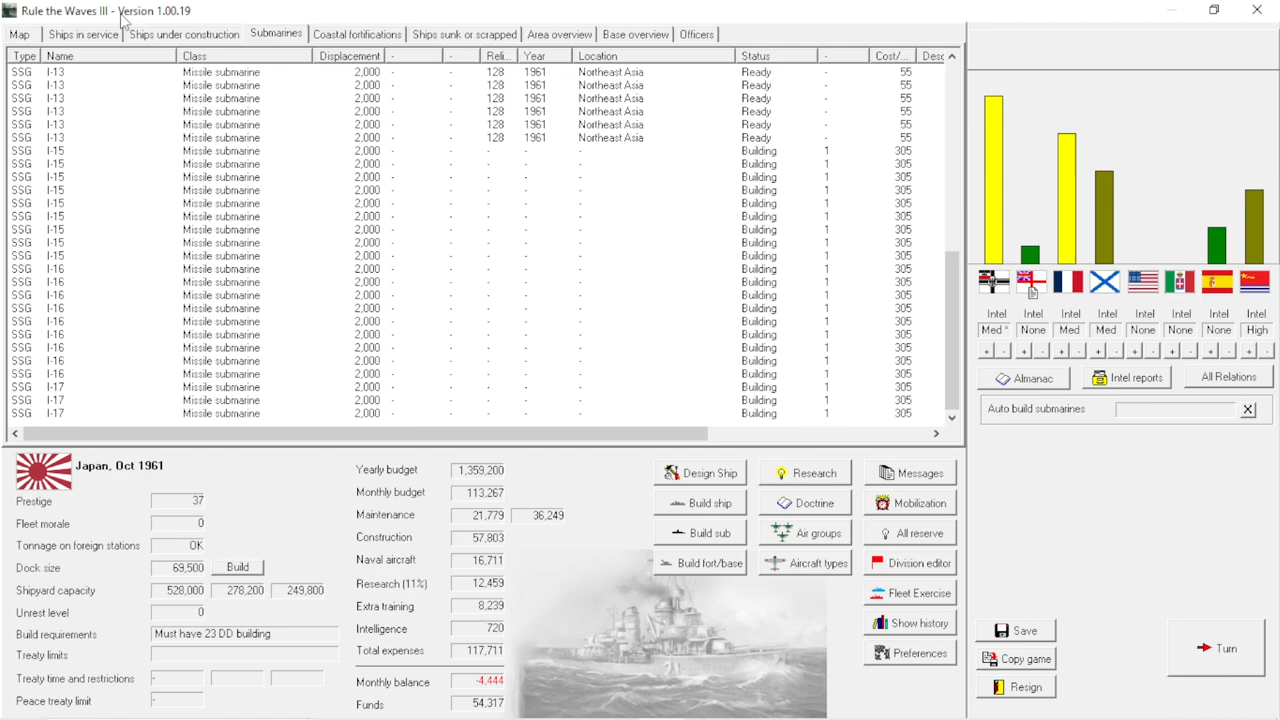 Rule the Waves III - Version 1.00.19
Map Ships in service Ships under construction Submarines Coastal fortifications Ships sunk or scrapped Area overview Base overview Officers
Type Name Class Displacement - - Reli... Year Location Status - Cost/... Desc
SSG I-13 Missile submarine 2,000 - - 128 1961 Northeast Asia Ready - 55
SSG I-13 Missile submarine 2,000 - - 128 1961 Northeast Asia Ready - 55
SSG I-13 Missile submarine 2,000 - - 128 1961 Northeast Asia Ready - 55
SSG I-13 Missile submarine 2,000 - - 128 1961 Northeast Asia Ready - 55
SSG I-13 Missile submarine 2,000 - - 128 1961 Northeast Asia Ready - 55
SSG I-13 Missile submarine 2,000 - - 128 1961 Northeast Asia Ready - 55
SSG I-15 Missile submarine 2,000 - - - - - Building 1 305
SSG I-15 Missile submarine 2,000 - - - - - Building 1 305
SSG I-15 Missile submarine 2,000 - - - - - Building 1 305
SSG I-15 Missile submarine 2,000 - - - - - Building 1 305
SSG I-15 Missile submarine 2,000 - - - - - Building 1 305
SSG I-15 Missile submarine 2,000 - - - - - Building 1 305
SSG I-15 Missile submarine 2,000 - - - - - Building 1 305
SSG I-15 Missile submarine 2,000 - - - - - Building 1 305
SSG I-15 Missile submarine 2,000 - - - - - Building 1 305
SSG I-16 Missile submarine 2,000 - - - - - Building 1 305
SSG I-16 Missile submarine 2,000 - - - - - Building 1 305
SSG I-16 Missile submarine 2,000 - - - - - Building 1 305
SSG I-16 Missile submarine 2,000 - - - - - Building 1 305
SSG I-16 Missile submarine 2,000 - - - - - Building 1 305
SSG I-16 Missile submarine 2,000 - - - - - Building 1 305
SSG I-16 Missile submarine 2,000 - - - - - Building 1 305
SSG I-16 Missile submarine 2,000 - - - - - Building 1 305
SSG I-16 Missile submarine 2,000 - - - - - Building 1 305
SSG I-17 Missile submarine 2,000 - - - - - Building 1 305
SSG I-17 Missile submarine 2,000 - - - - - Building 1 305
SSG I-17 Missile submarine 2,000 - - - - - Building 1 305
Intel Intel Intel Intel Intel Intel Intel Intel
Med * None Med Med None None None High
+ - + - + - + - + - + - + - + -
Almanac Intel reports All Relations
Auto build submarines X
Japan, Oct 1961
Prestige 37
Fleet morale 0
Tonnage on foreign stations OK
Dock size 69,500 Build
Shipyard capacity 528,000 278,200 249,800
Unrest level 0
Build requirements Must have 23 DD building
Treaty limits
Treaty time and restrictions -
Peace treaty limit -
Yearly budget 1,359,200
Monthly budget 113,267
Maintenance 21,779 36,249
Construction 57,803
Naval aircraft 16,711
Research (11%) 12,459
Extra training 8,239
Intelligence 720
Total expenses 117,711
Monthly balance -4,444
Funds 54,317
Design Ship Research Messages
Build ship Doctrine Mobilization
Build sub Air groups All reserve
Build fort/base Aircraft types Division editor
Fleet Exercise
Show history
Preferences
Save
Copy game
Resign
Turn